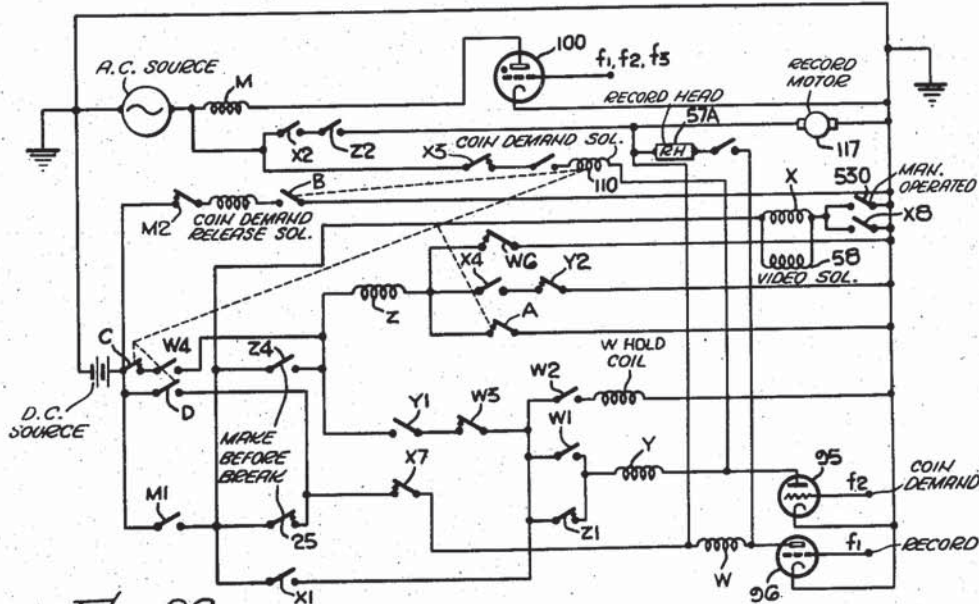 100
f1, f2, f3
A.C. SOURCE
M
RECORD MOTOR
RECORD HEAD
57A
X2
Z2
COIN DEMAND SOL.
X5
RH
117
110
B
X
530
MAN. OPERATED
M2
COIN DEMAND RELEASE SOL.
X8
W6
58
VIDEO SOL.
X4
Y2
Z
A
C
W4
Z4
W HOLD COIL
D
W2
D.C. SOURCE
Y1
W3
W1
MAKE BEFORE BREAK
X7
Y
95
COIN DEMAND
f2
M1
25
Z1
f1
RECORD
X1
W
96